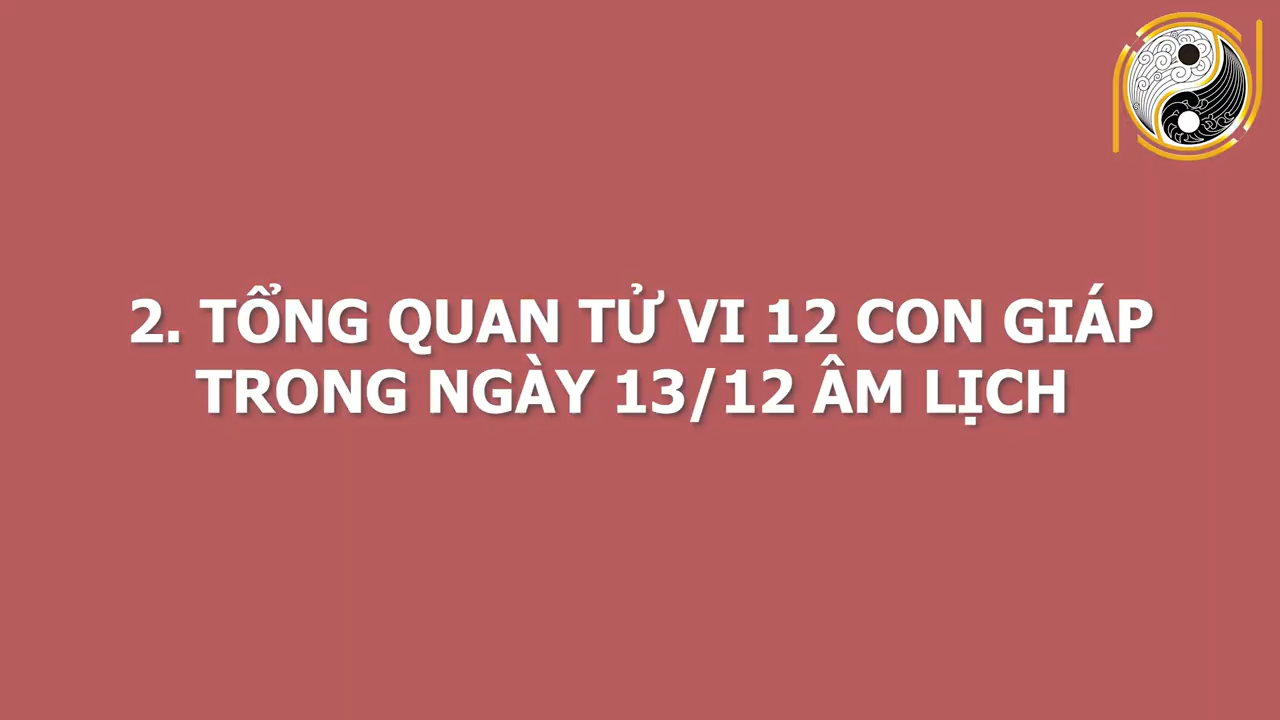 2. TỔNG QUAN TỬ VI 12 CON GIÁP
TRONG NGÀY 13/12 ÂM LỊCH